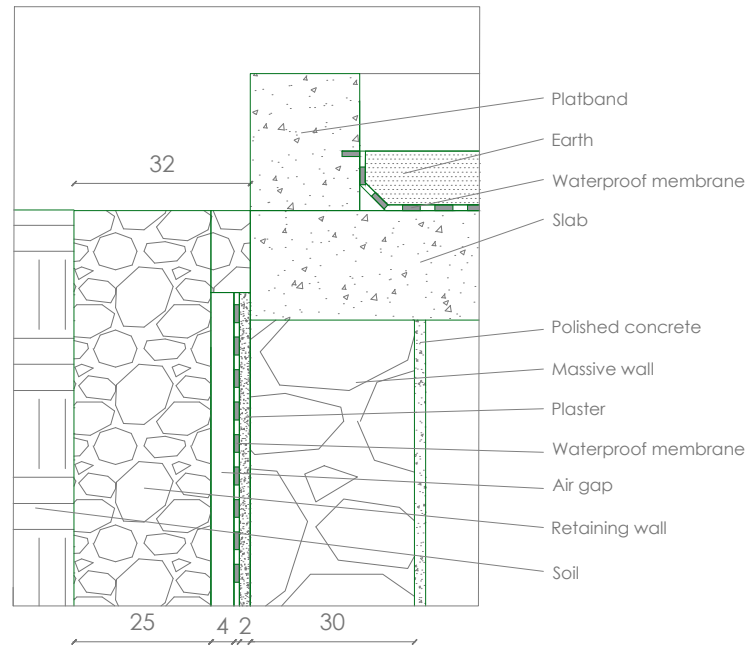 Platband
Earth
32
Waterproof membrane
Slab
Polished concrete
Massive wall
Plaster
Waterproof membrane
Air gap
Retaining wall
Soil
25 4 2 30